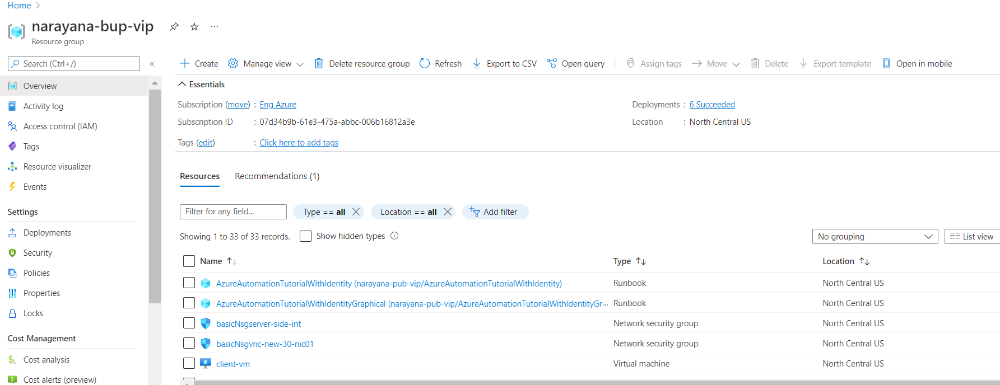 Home >
narayana-bup-vip
Resource group
Search (Ctrl+/)
Overview
Activity log
Access control (IAM)
Tags
Resource visualizer
Events
Settings
Deployments
Security
Policies
Properties
Locks
Cost Management
Cost analysis
Cost alerts (preview)
Create Manage view Delete resource group Refresh Export to CSV Open query Assign tags Move Delete Export template Open in mobile
Essentials
Subscription (move) : Eng Azure
Subscription ID : 07d34b9b-61e3-475a-abbc-006b16812a3e
Tags (edit) : Click here to add tags
Deployments : 6 Succeeded
Location : North Central US
Resources Recommendations (1)
Filter for any field... Type == all Location == all Add filter
Showing 1 to 33 of 33 records. Show hidden types No grouping List view
Name Type Location
AzureAutomationTutorialWithIdentity (narayana-pub-vip/AzureAutomationTutorialWithIdentity) Runbook North Central US
AzureAutomationTutorialWithIdentityGraphical (narayana-pub-vip/AzureAutomationTutorialWithIdentityGr... Runbook North Central US
basicNsgserver-side-int Network security group North Central US
basicNsgvnc-new-30-nic01 Network security group North Central US
client-vm Virtual machine North Central US